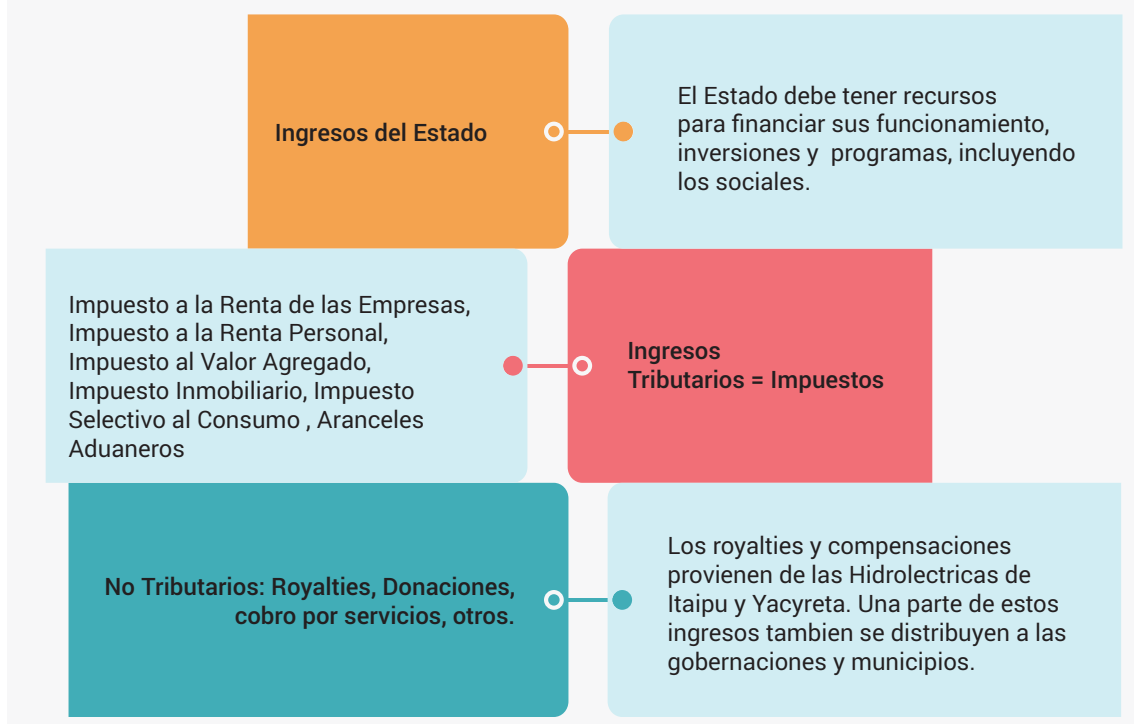 Ingresos del Estado
El Estado debe tener recursos
para financiar sus funcionamiento,
inversiones y programas, incluyendo
los sociales.
Impuesto a la Renta de las Empresas,
Impuesto a la Renta Personal,
Impuesto al Valor Agregado,
Impuesto Inmobiliario, Impuesto
Selectivo al Consumo , Aranceles
Aduaneros
Ingresos
Tributarios = Impuestos
No Tributarios: Royalties, Donaciones,
cobro por servicios, otros.
Los royalties y compensaciones
provienen de las Hidrolectricas de
Itaipu y Yacyreta. Una parte de estos
ingresos tambien se distribuyen a las
gobernaciones y municipios.